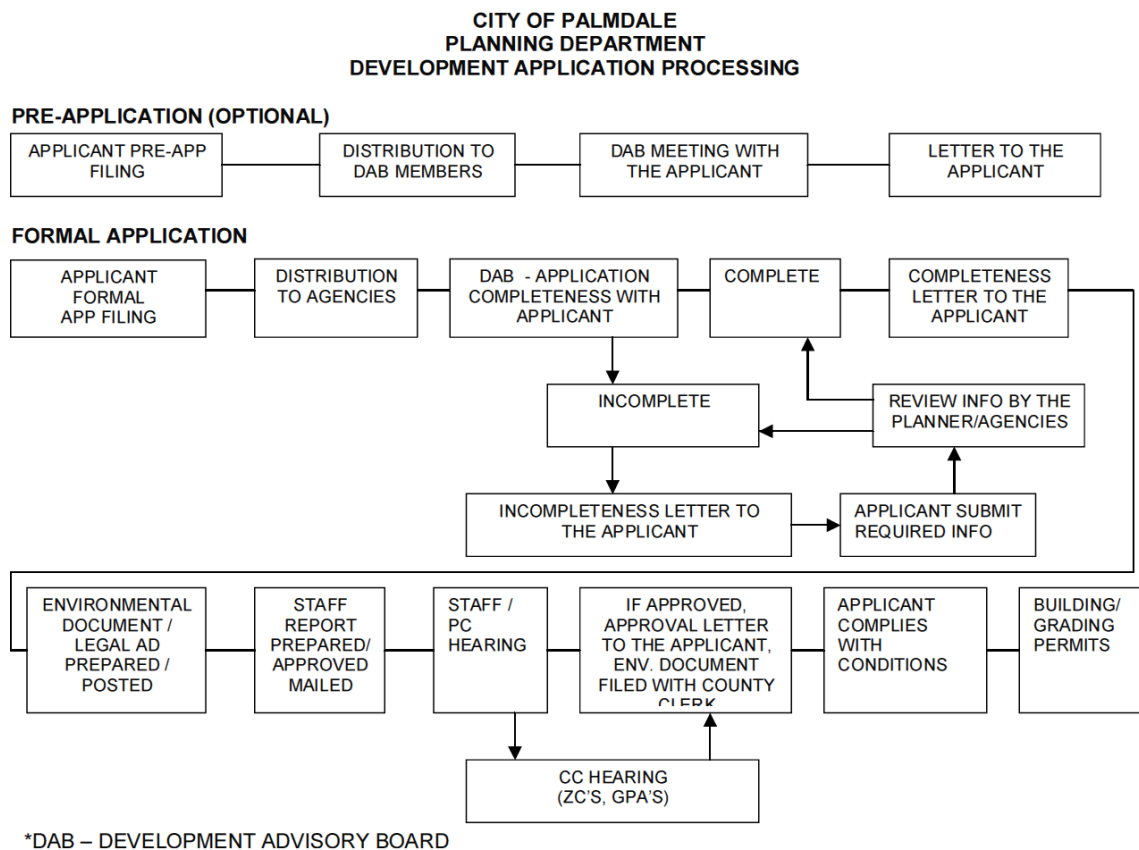 CITY OF PALMDALE
PLANNING DEPARTMENT
DEVELOPMENT APPLICATION PROCESSING
PRE-APPLICATION (OPTIONAL)
APPLICANT PRE-APP
FILING
DISTRIBUTION TO
DAB MEMBERS
DAB MEETING WITH
THE APPLICANT
LETTER TO THE
APPLICANT
FORMAL APPLICATION
APPLICANT
FORMAL
APP FILING
DISTRIBUTION
TO AGENCIES
DAB - APPLICATION
COMPLETENESS WITH
APPLICANT
COMPLETE
COMPLETENESS
LETTER TO THE
APPLICANT
INCOMPLETE
REVIEW INFO BY THE
PLANNER/AGENCIES
INCOMPLETENESS LETTER TO
THE APPLICANT
APPLICANT SUBMIT
REQUIRED INFO
ENVIRONMENTAL
DOCUMENT /
LEGAL AD
PREPARED /
POSTED
STAFF
REPORT
PREPARED/
APPROVED
MAILED
STAFF /
PC
HEARING
IF APPROVED,
APPROVAL LETTER
TO THE APPLICANT,
ENV. DOCUMENT
FILED WITH COUNTY
CLERK
APPLICANT
COMPLIES
WITH
CONDITIONS
BUILDING/
GRADING
PERMITS
CC HEARING
(ZC'S, GPA'S)
*DAB – DEVELOPMENT ADVISORY BOARD